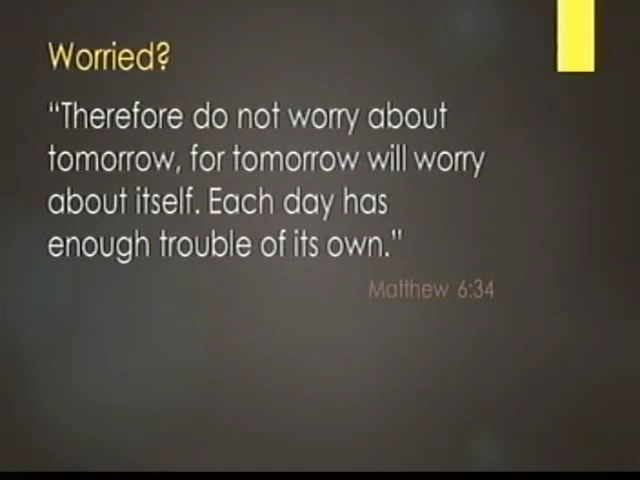 Worried?
“Therefore do not worry about
tomorrow, for tomorrow will worry
about itself. Each day has
enough trouble of its own.”
Matthew 6:34